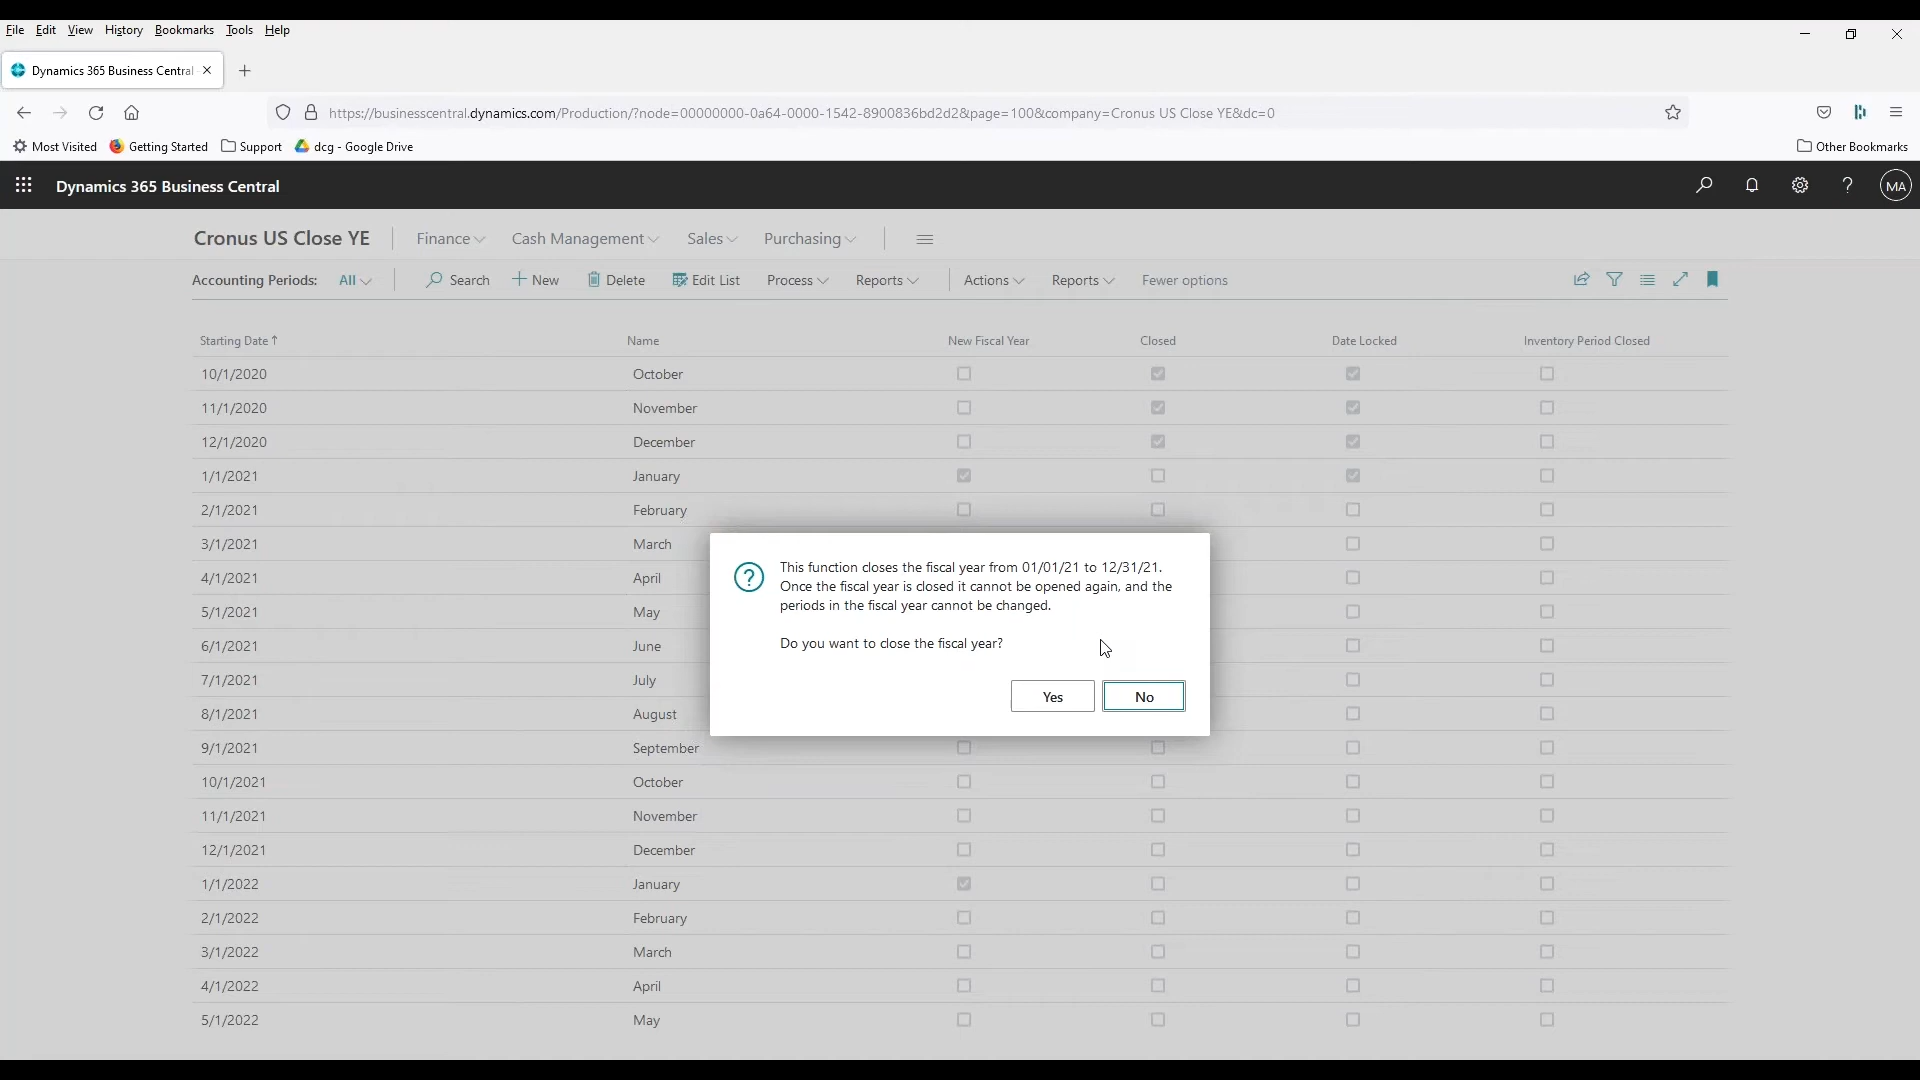 File Edit View History Bookmarks Tools Help
Dynamics 365 Business Central
https://businesscentral.dynamics.com/Production/?node=00000000-0a64-0000-1542-8900836bd2d2&page=100&company=Cronus US Close YE&dc=0
Most Visited Getting Started Support dcg - Google Drive Other Bookmarks
Dynamics 365 Business Central MA
Cronus US Close YE Finance Cash Management Sales Purchasing
Accounting Periods: All Search New Delete Edit List Process Reports Actions Reports Fewer options
Starting Date ↑ Name New Fiscal Year Closed Date Locked Inventory Period Closed
10/1/2020 October
11/1/2020 November
12/1/2020 December
1/1/2021 January
2/1/2021 February
3/1/2021 March
4/1/2021 April
5/1/2021 May
6/1/2021 June
7/1/2021 July
8/1/2021 August
9/1/2021 September
10/1/2021 October
11/1/2021 November
12/1/2021 December
1/1/2022 January
2/1/2022 February
3/1/2022 March
4/1/2022 April
5/1/2022 May
This function closes the fiscal year from 01/01/21 to 12/31/21.
Once the fiscal year is closed it cannot be opened again, and the
periods in the fiscal year cannot be changed.
Do you want to close the fiscal year?
Yes No